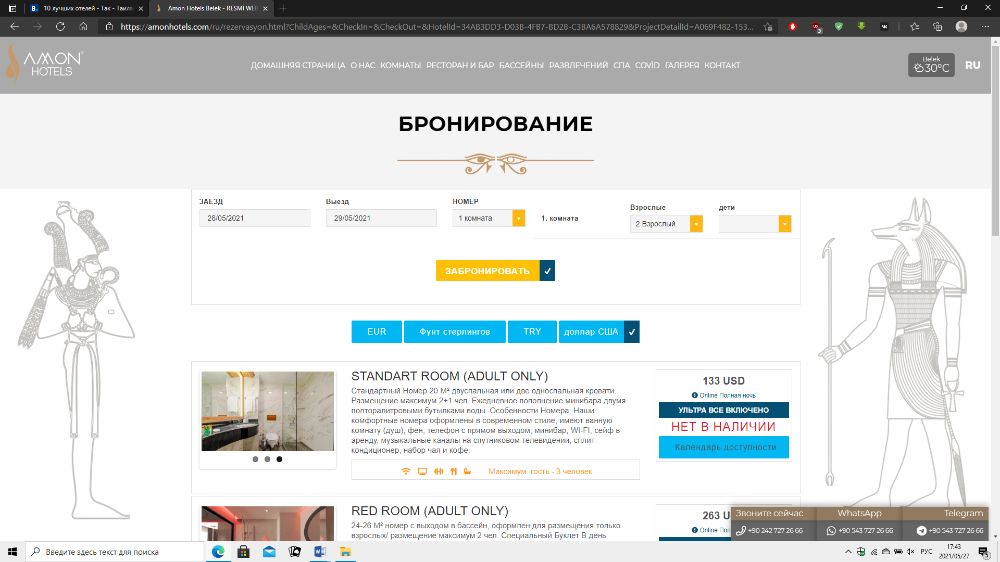 10 лучших отелей - Так - Таила
Amon Hotels Belek - RESMİ WEB
https://amonhotels.com/ru/rezervasyon.html?ChildAges=&CheckIn=&CheckOut=&HotelId=34AB3DD3-D03B-4FB7-BD28-C3BA6A578829&ProjectDetailId=A069F482-153...
3
AMON HOTELS
ДОМАШНЯЯ СТРАНИЦА О НАС КОМНАТЫ РЕСТОРАН И БАР БАССЕЙНЫ РАЗВЛЕЧЕНИЙ СПА COVİD ГАЛЕРЕЯ КОНТАКТ
Belek
30°C
RU
БРОНИРОВАНИЕ
ЗАЕЗД
28/05/2021
Выезд
29/05/2021
НОМЕР
1 комната
1. комната
Взрослые
2 Взрослый
дети
ЗАБРОНИРОВАТЬ
EUR
Фунт стерлингов
TRY
доллар США
STANDART ROOM (ADULT ONLY)
Стандартный Номер 20 М² двуспальная или две односпальная кровати.
Размещение максимум 2+1 чел. Ежедневное пополнение минибара двумя
полторалитровыми бутылками воды. Особенности Номера; Наши
комфортные номера оформлены в современном стиле, имеют ванную
комнату (душ), фен, телефон с прямом выходом, минибар, WI-FI, сейф в
аренду, музыкальные каналы на спутниковом телевидении, сплит-
кондиционер, набор чая и кофе.
Максимум. гость - 3 человек
133 USD
Online Полная ночь
УЛЬТРА ВСЕ ВКЛЮЧЕНО
НЕТ В НАЛИЧИИ
Календарь доступности
RED ROOM (ADULT ONLY)
24-26 М² номер с выходом в бассейн, оформлен для размещения только
взрослых/ размещение максимум 2 чел. Специальный Буклет В день
263 U
Online Пол
Звоните сейчас
+90 242 727 26 66
WhatsApp
+90 543 727 26 66
Telegram
+90 543 727 26 66
Введите здесь текст для поиска
РУС
17:43
2021/05/27
5